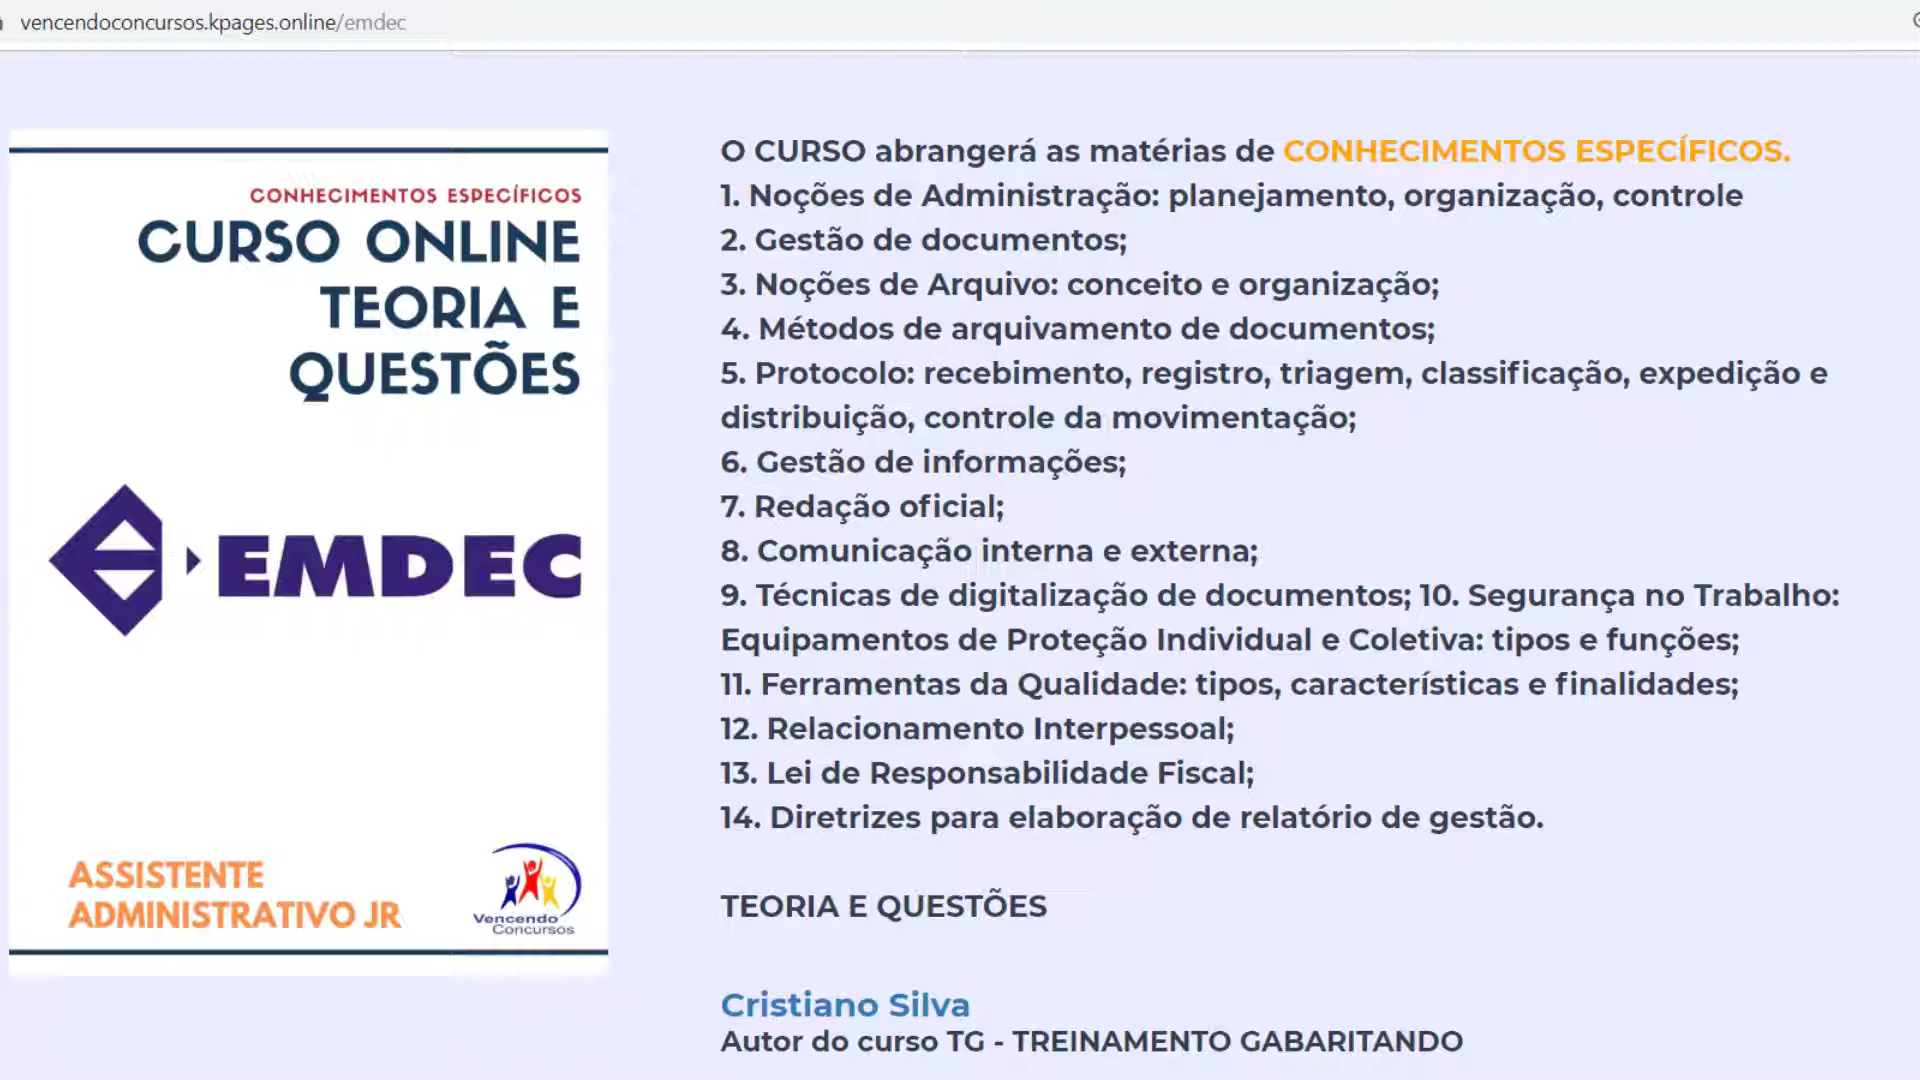 vencendoconcursos.kpages.online/emdec
CONHECIMENTOS ESPECÍFICOS
CURSO ONLINE
TEORIA E
QUESTÕES
EMDEC
ASSISTENTE
ADMINISTRATIVO JR
Vencendo
Concursos
O CURSO abrangerá as matérias de CONHECIMENTOS ESPECÍFICOS.
1. Noções de Administração: planejamento, organização, controle
2. Gestão de documentos;
3. Noções de Arquivo: conceito e organização;
4. Métodos de arquivamento de documentos;
5. Protocolo: recebimento, registro, triagem, classificação, expedição e
distribuição, controle da movimentação;
6. Gestão de informações;
7. Redação oficial;
8. Comunicação interna e externa;
9. Técnicas de digitalização de documentos; 10. Segurança no Trabalho:
Equipamentos de Proteção Individual e Coletiva: tipos e funções;
11. Ferramentas da Qualidade: tipos, características e finalidades;
12. Relacionamento Interpessoal;
13. Lei de Responsabilidade Fiscal;
14. Diretrizes para elaboração de relatório de gestão.
TEORIA E QUESTÕES
Cristiano Silva
Autor do curso TG - TREINAMENTO GABARITANDO